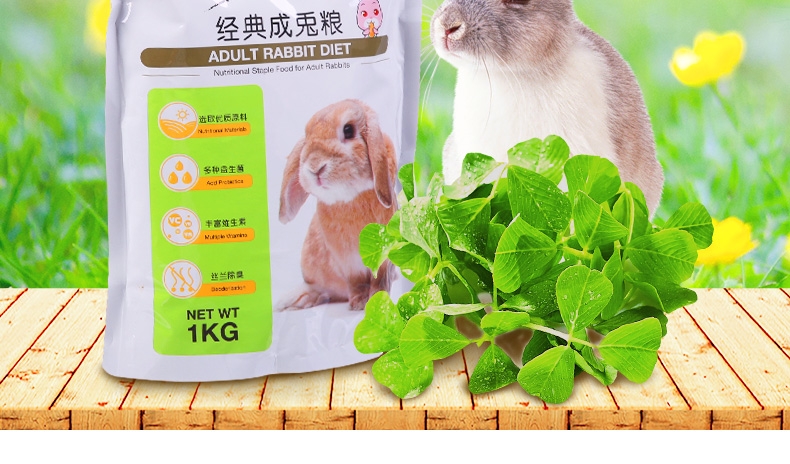 经典成兔粮
ADULT RABBIT DIET
Nutritional Staple Food for Adult Rabbits
选取优质原料
Nutritional Materials
多种益生菌
Acid Probiotics
丰富维生素
Multiple Vitamins
丝兰除臭
Deodorization
NET WT
1KG